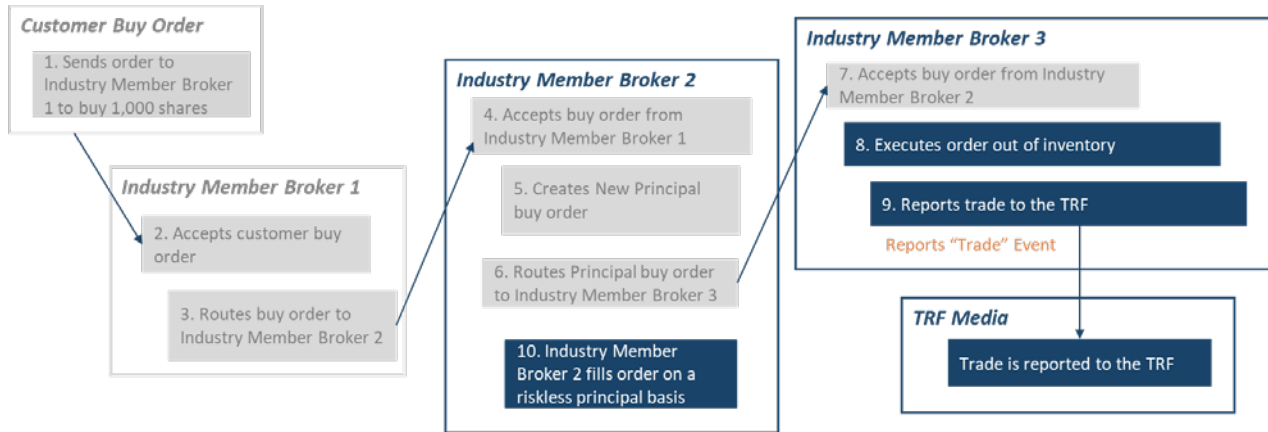 Customer Buy Order
1. Sends order to
Industry Member Broker
1 to buy 1,000 shares
Industry Member Broker 1
2. Accepts customer buy
order
3. Routes buy order to
Industry Member Broker 2
Industry Member Broker 2
4. Accepts buy order from
Industry Member Broker 1
5. Creates New Principal
buy order
6. Routes Principal buy order
to Industry Member Broker 3
10. Industry Member
Broker 2 fills order on a
riskless principal basis
Industry Member Broker 3
7. Accepts buy order from Industry
Member Broker 2
8. Executes order out of inventory
9. Reports trade to the TRF
Reports “Trade” Event
TRF Media
Trade is reported to the TRF